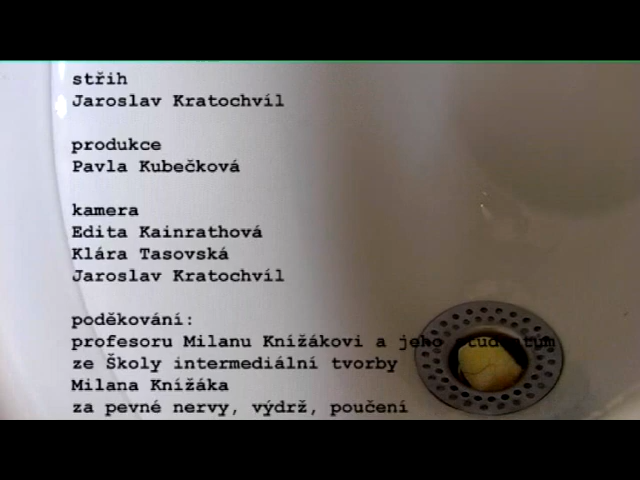 střih
Jaroslav Kratochvíl
produkce
Pavla Kubečková
kamera
Edita Kainrathová
Klára Tasovská
Jaroslav Kratochvíl
poděkování:
profesoru Milanu Knížákovi a jeho studentům
ze Školy intermediální tvorby
Milana Knížáka
za pevné nervy, výdrž, poučení